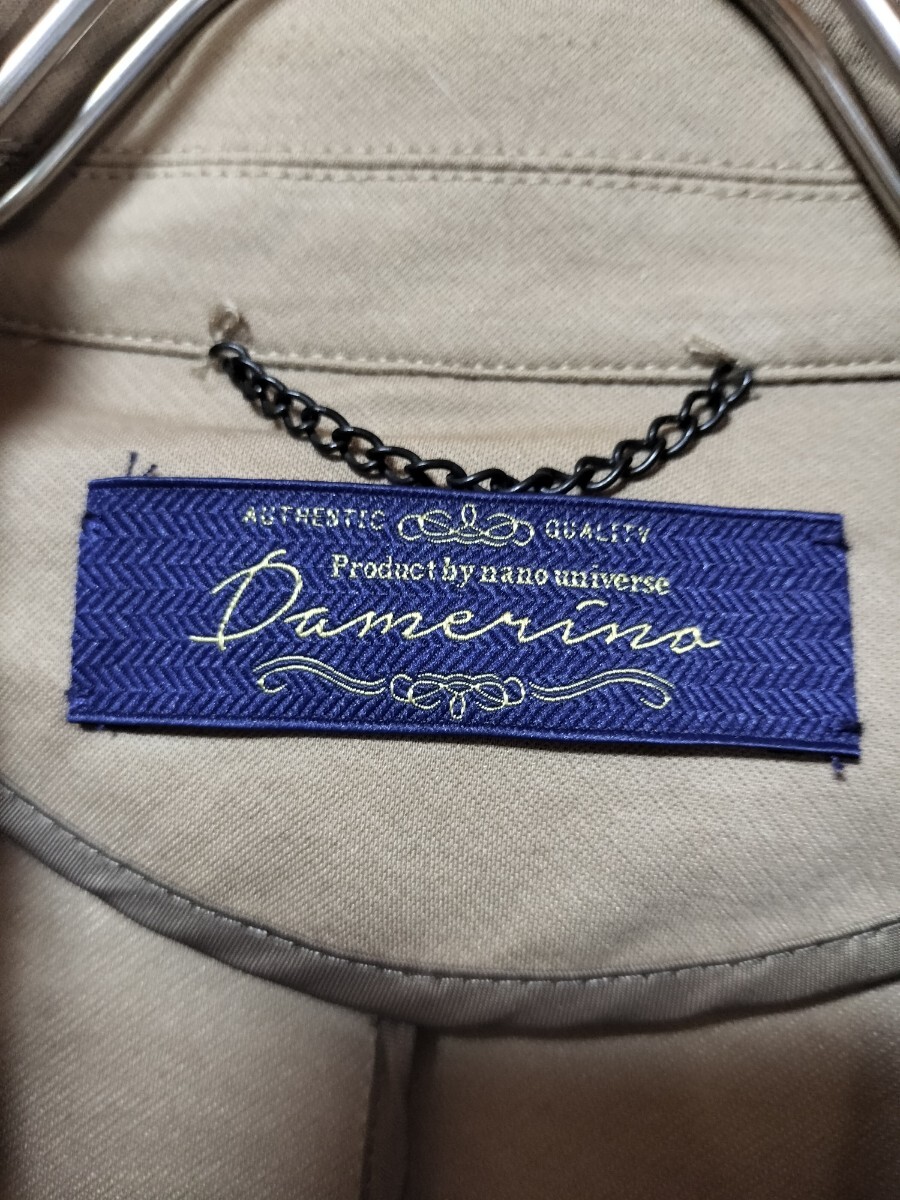 AUTHENTIC QUALITY
Product by nano universe
Damerino